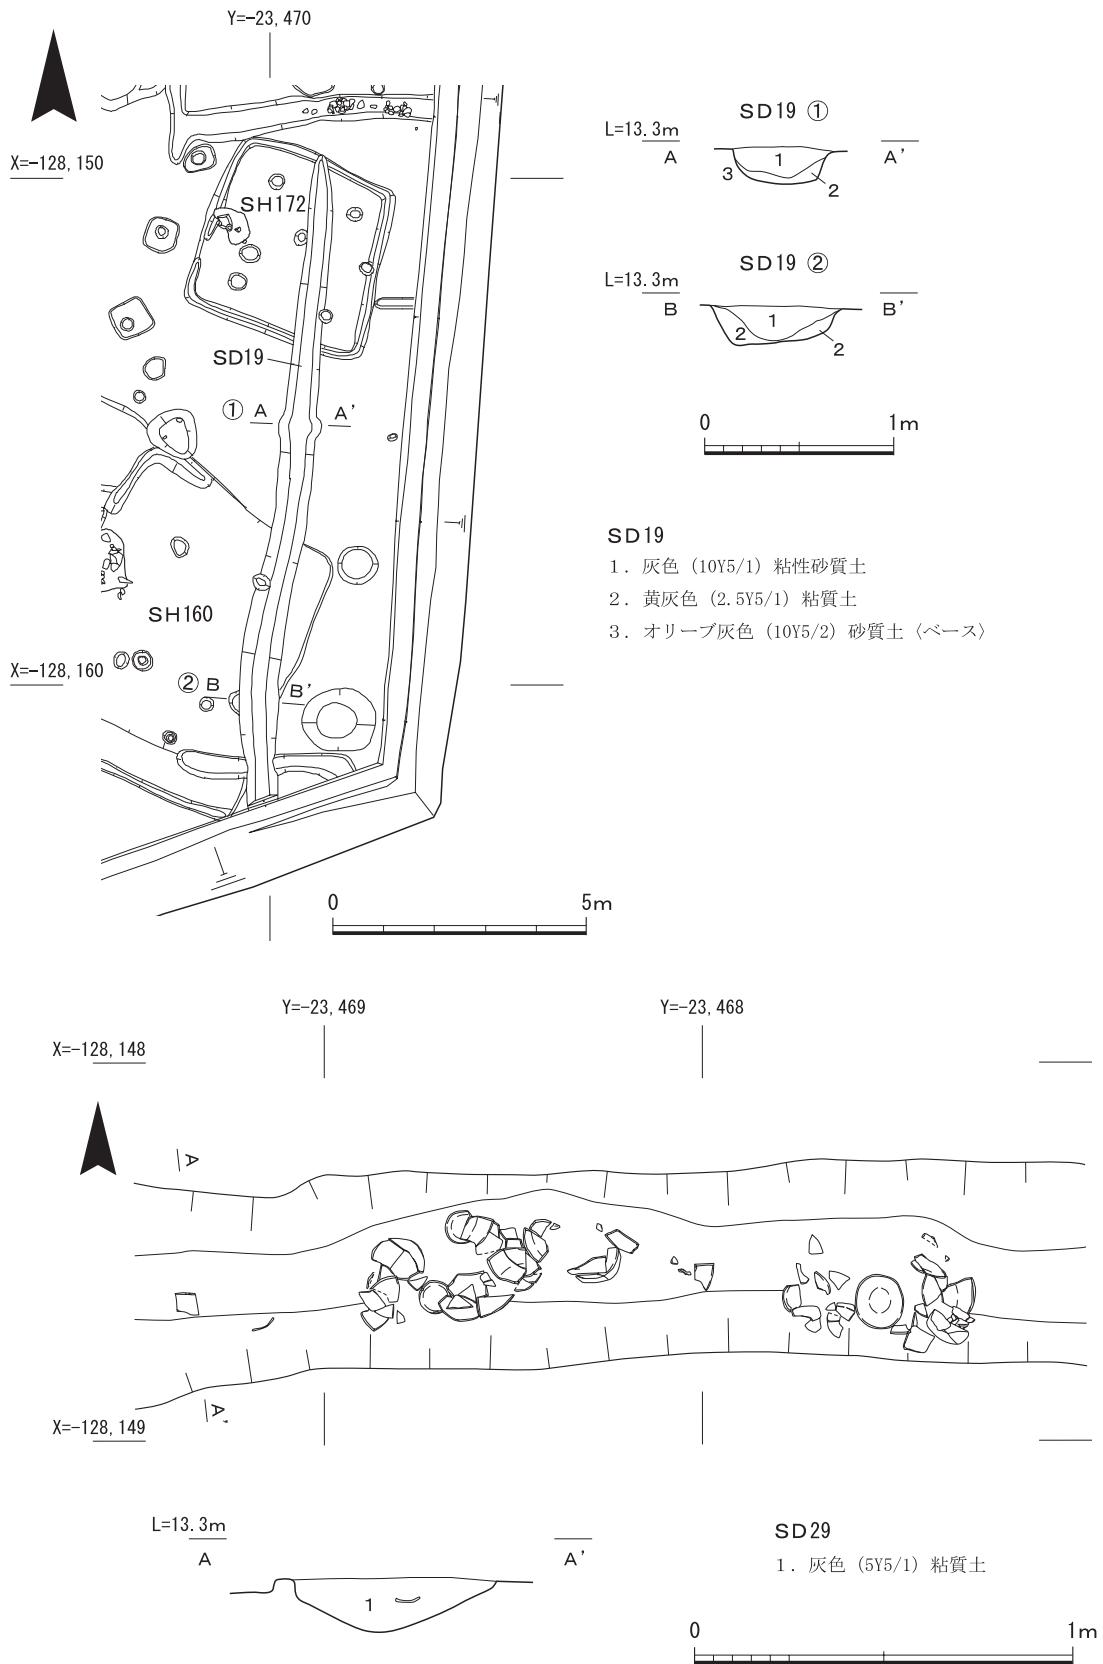 Y=-23,470
X=-128,150
SH172
SD19
① A A'
SH160
X=-128,160
② B B'
0 5m
SD19 ①
L=13.3m
A A'
1
3
2
SD19 ②
L=13.3m
B B'
1
2
2
0 1m
SD19
1．灰色（10Y5/1）粘性砂質土
2．黄灰色（2.5Y5/1）粘質土
3．オリーブ灰色（10Y5/2）砂質土〈ベース〉
Y=-23,469 Y=-23,468
X=-128,148
A
A'
X=-128,149
L=13.3m
A A'
1
SD29
1．灰色（5Y5/1）粘質土
0 1m